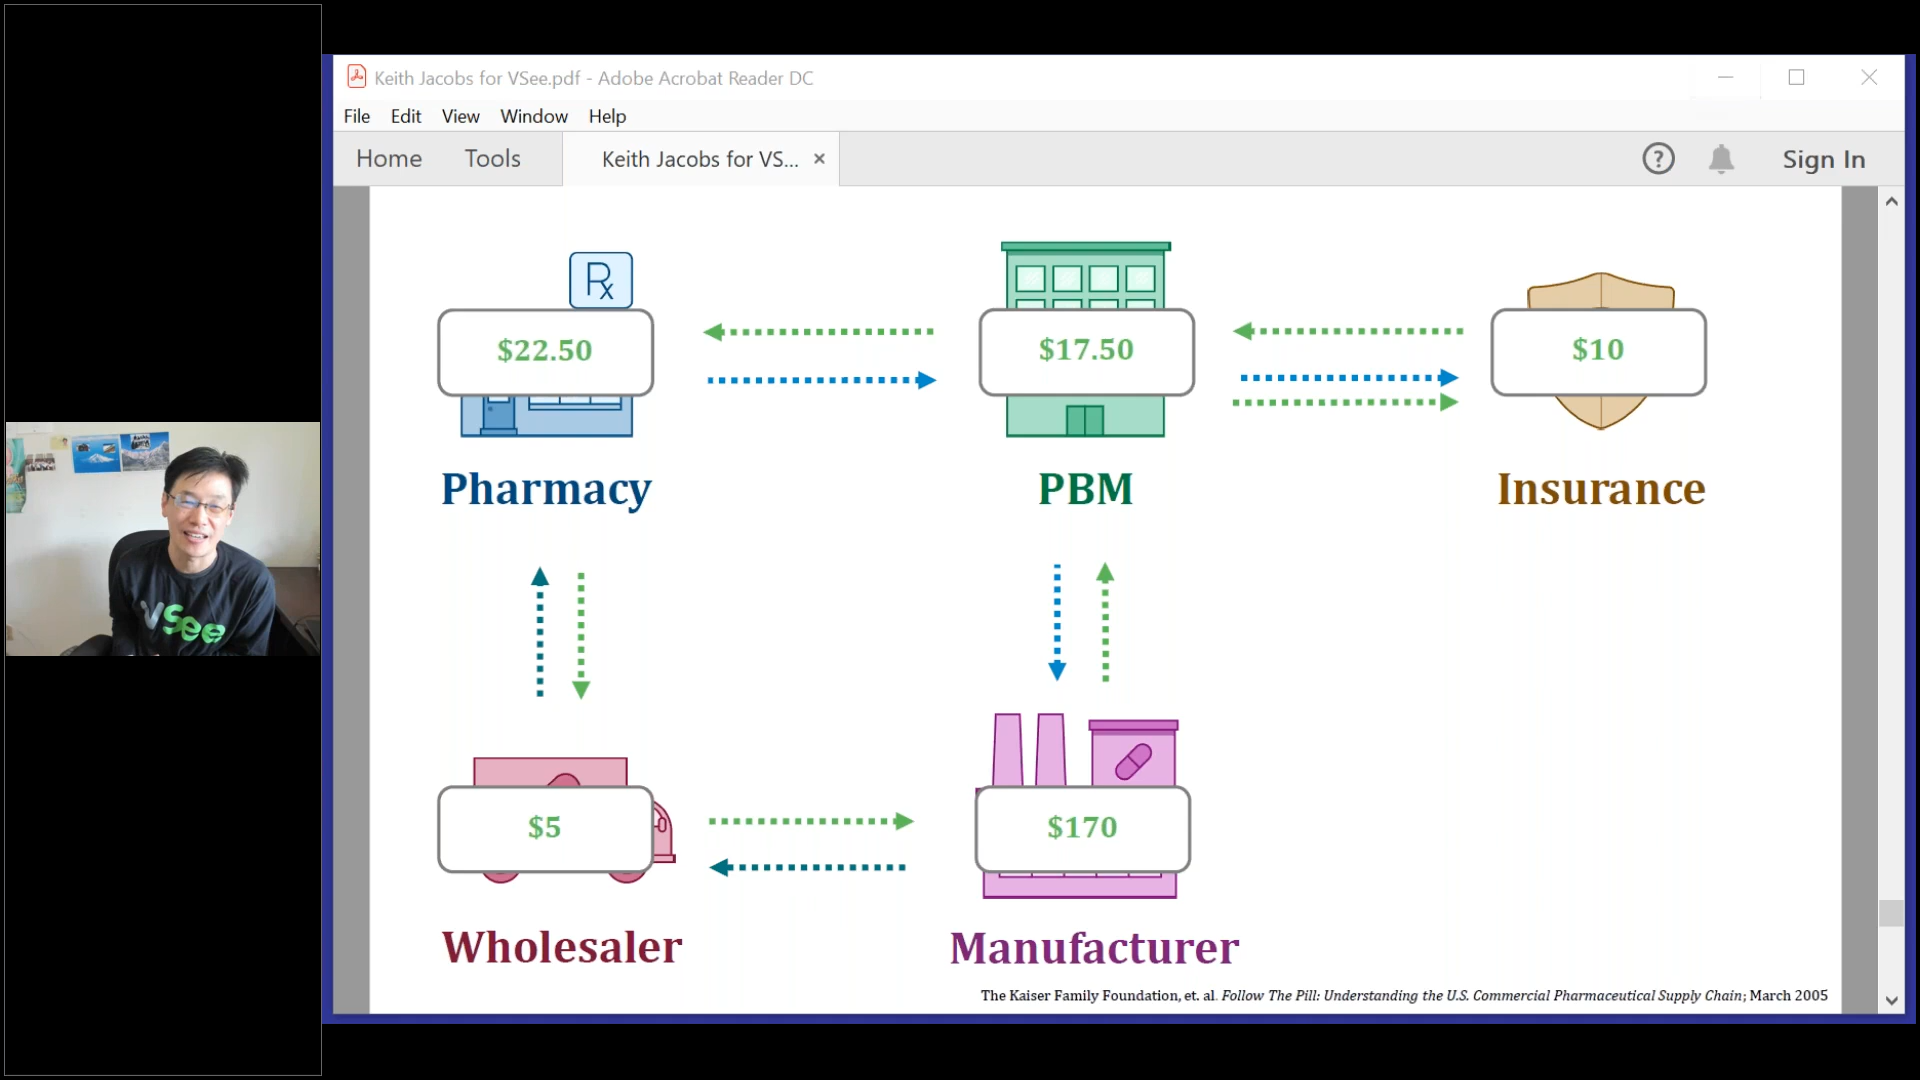 Keith Jacobs for VSee.pdf - Adobe Acrobat Reader DC
File Edit View Window Help
Home Tools Keith Jacobs for VS... × ? Sign In
Rx
$22.50 $17.50 $10
Pharmacy PBM Insurance
vSee
$5 $170
Wholesaler Manufacturer
The Kaiser Family Foundation, et. al. Follow The Pill: Understanding the U.S. Commercial Pharmaceutical Supply Chain; March 2005